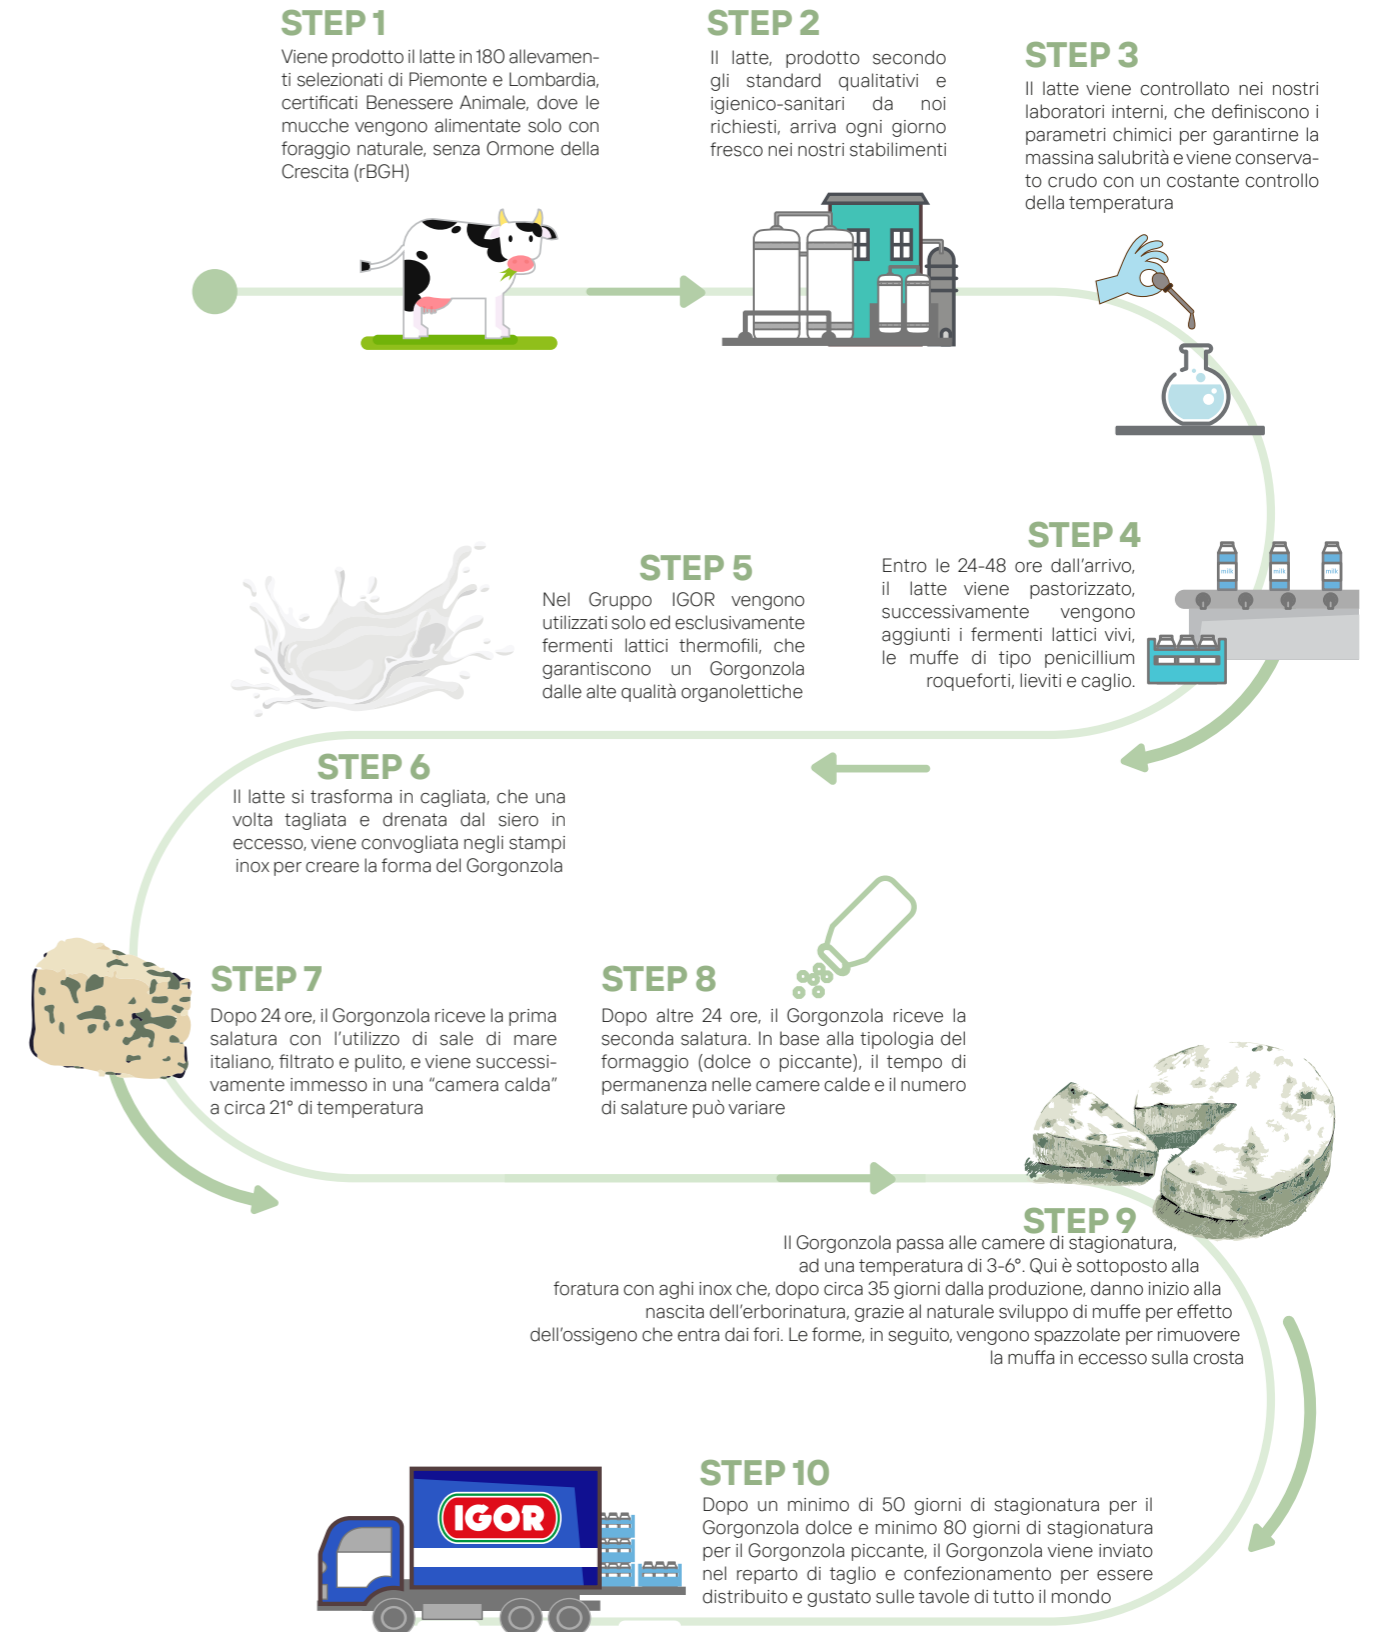 STEP 1
Viene prodotto il latte in 180 allevamen-
ti selezionati di Piemonte e Lombardia,
certificati Benessere Animale, dove le
mucche vengono alimentate solo con
foraggio naturale, senza Ormone della
Crescita (rBGH)
STEP 2
Il latte, prodotto secondo
gli standard qualitativi e
igienico-sanitari da noi
richiesti, arriva ogni giorno
fresco nei nostri stabilimenti
STEP 3
Il latte viene controllato nei nostri
laboratori interni, che definiscono i
parametri chimici per garantirne la
massina salubrità e viene conserva-
to crudo con un costante controllo
della temperatura
STEP 4
Entro le 24-48 ore dall'arrivo,
il latte viene pastorizzato,
successivamente vengono
aggiunti i fermenti lattici vivi,
le muffe di tipo penicillium
roqueforti, lieviti e caglio.
milk
milk
milk
STEP 5
Nel Gruppo IGOR vengono
utilizzati solo ed esclusivamente
fermenti lattici thermofili, che
garantiscono un Gorgonzola
dalle alte qualità organolettiche
STEP 6
Il latte si trasforma in cagliata, che una
volta tagliata e drenata dal siero in
eccesso, viene convogliata negli stampi
inox per creare la forma del Gorgonzola
STEP 7
Dopo 24 ore, il Gorgonzola riceve la prima
salatura con l'utilizzo di sale di mare
italiano, filtrato e pulito, e viene successi-
vamente immesso in una "camera calda"
a circa 21° di temperatura
STEP 8
Dopo altre 24 ore, il Gorgonzola riceve la
seconda salatura. In base alla tipologia del
formaggio (dolce o piccante), il tempo di
permanenza nelle camere calde e il numero
di salature può variare
STEP 9
Il Gorgonzola passa alle camere di stagionatura,
ad una temperatura di 3-6°. Qui è sottoposto alla
foratura con aghi inox che, dopo circa 35 giorni dalla produzione, danno inizio alla
nascita dell'erborinatura, grazie al naturale sviluppo di muffe per effetto
dell'ossigeno che entra dai fori. Le forme, in seguito, vengono spazzolate per rimuovere
la muffa in eccesso sulla crosta
STEP 10
Dopo un minimo di 50 giorni di stagionatura per il
Gorgonzola dolce e minimo 80 giorni di stagionatura
per il Gorgonzola piccante, il Gorgonzola viene inviato
nel reparto di taglio e confezionamento per essere
distribuito e gustato sulle tavole di tutto il mondo
IGOR